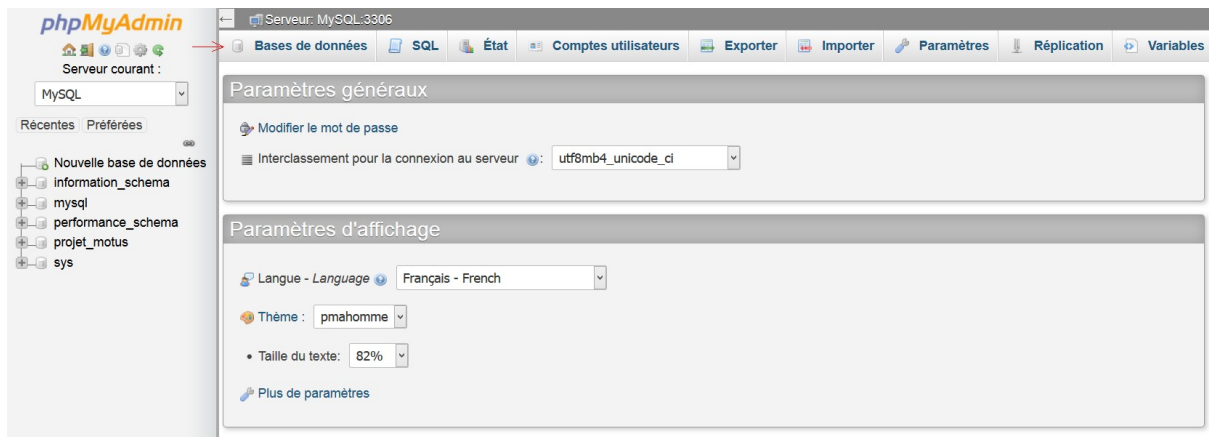 phpMyAdmin
Serveur courant :
MySQL
Récentes Préférées
Nouvelle base de données
information_schema
mysql
performance_schema
projet_motus
sys
Serveur: MySQL:3306
Bases de données SQL État Comptes utilisateurs Exporter Importer Paramètres Réplication Variables
Paramètres généraux
Modifier le mot de passe
Interclassement pour la connexion au serveur : utf8mb4_unicode_ci
Paramètres d'affichage
Langue - Language Français - French
Thème : pmahomme
• Taille du texte: 82%
Plus de paramètres